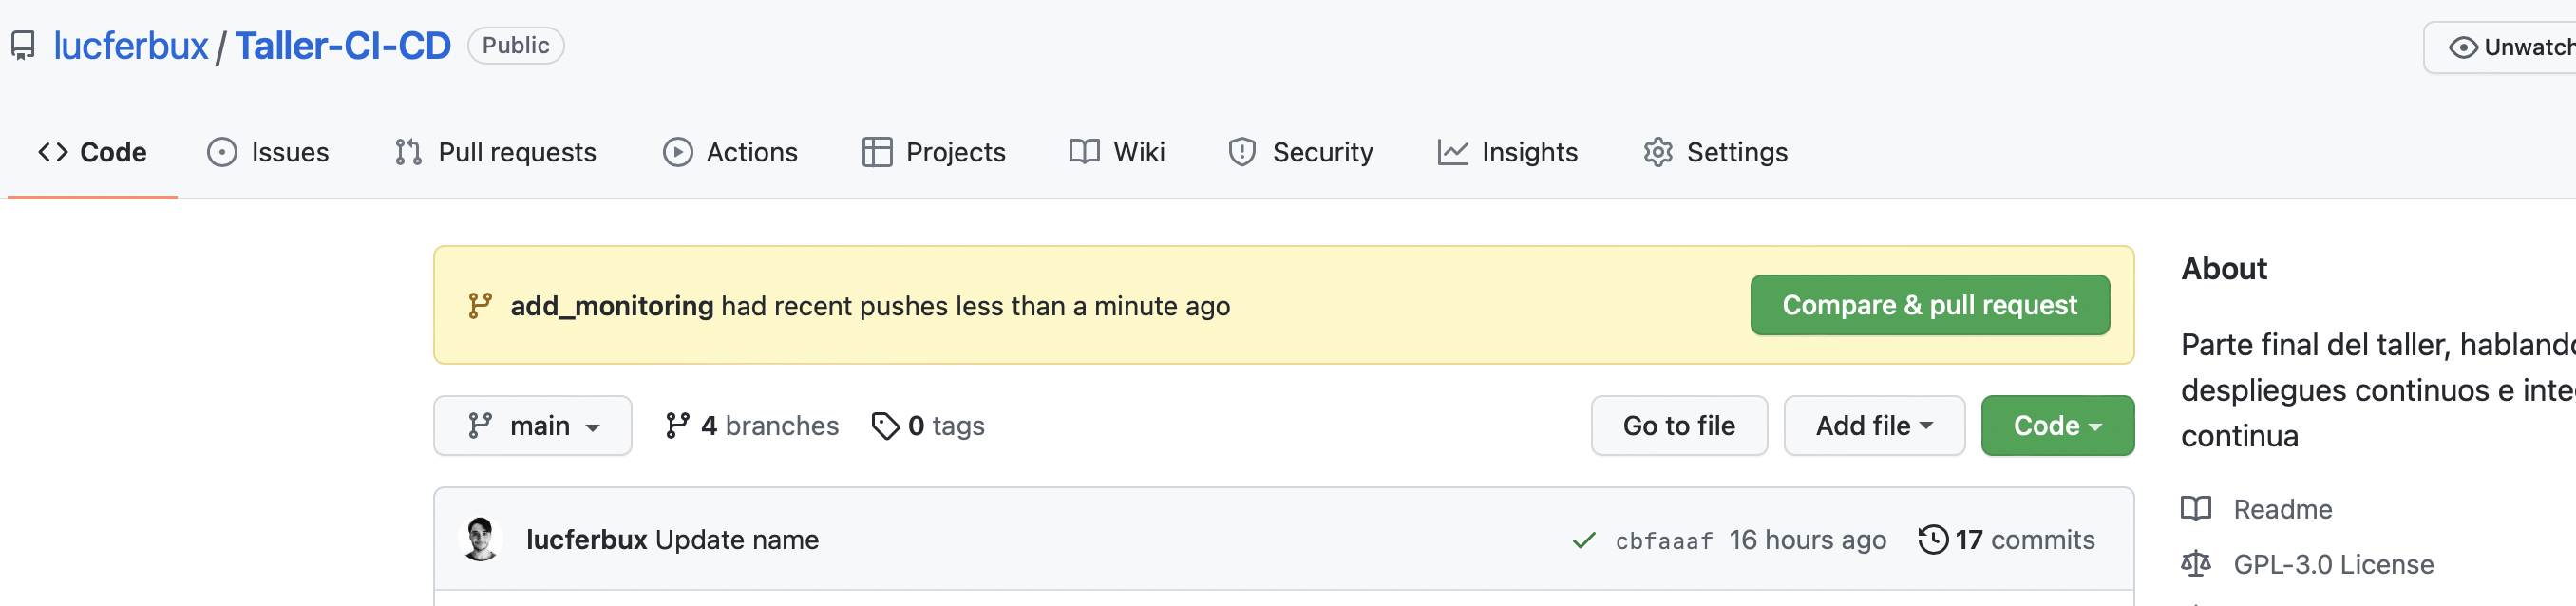 lucferbux / Taller-CI-CD Public
Unwatch
Code Issues Pull requests Actions Projects Wiki Security Insights Settings
add_monitoring had recent pushes less than a minute ago
Compare & pull request
main 4 branches 0 tags
Go to file Add file Code
lucferbux Update name
cbfaaaf 16 hours ago 17 commits
About
Parte final del taller, hablando
despliegues continuos e inte
continua
Readme
GPL-3.0 License